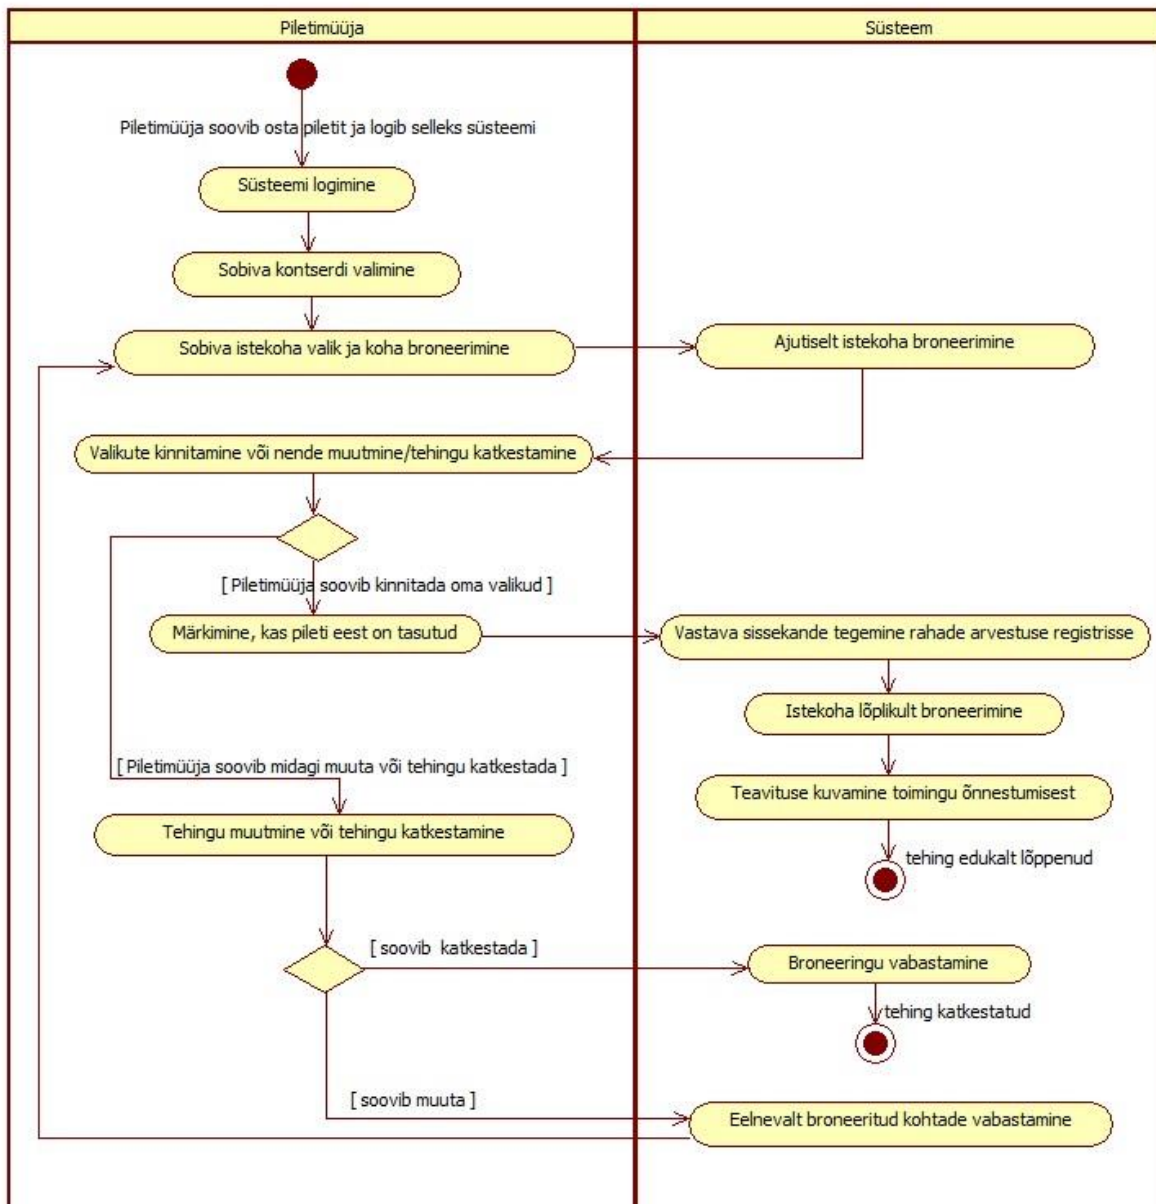 Piletimüüja
Süsteem
Piletimüüja soovib osta piletit ja logib selleks süsteemi
Süsteemi logimine
Sobiva kontserdi valimine
Sobiva istekoha valik ja koha broneerimine
Ajutiselt istekoha broneerimine
Valikute kinnitamine või nende muutmine/tehingu katkestamine
[ Piletimüüja soovib kinnitada oma valikud ]
Märkimine, kas pileti eest on tasutud
Vastava sissekande tegemine rahade arvestuse registrisse
Istekoha lõplikult broneerimine
[ Piletimüüja soovib midagi muuta või tehingu katkestada ]
Teavituse kuvamine toimingu õnnestumisest
Tehingu muutmine või tehingu katkestamine
tehing edukalt lõppenud
[ soovib  katkestada ]
Broneeringu vabastamine
tehing katkestatud
[ soovib muuta ]
Eelnevalt broneeritud kohtade vabastamine